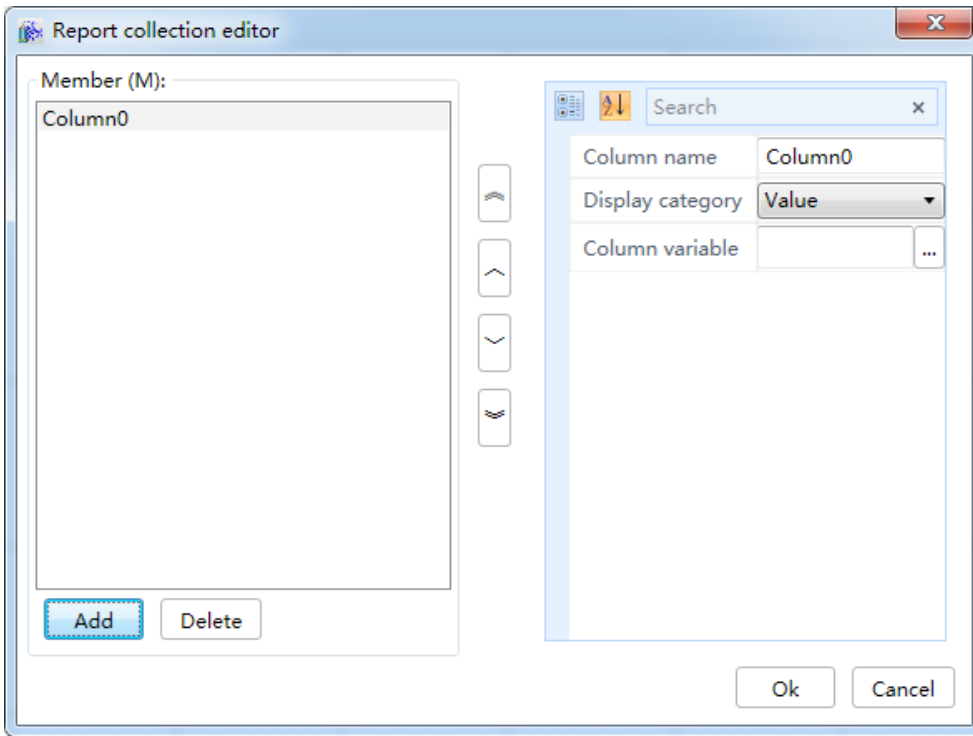 Report collection editor
Member (M):
Column0
Add
Delete
Search
Column name
Column0
Display category
Value
Column variable
...
Ok
Cancel